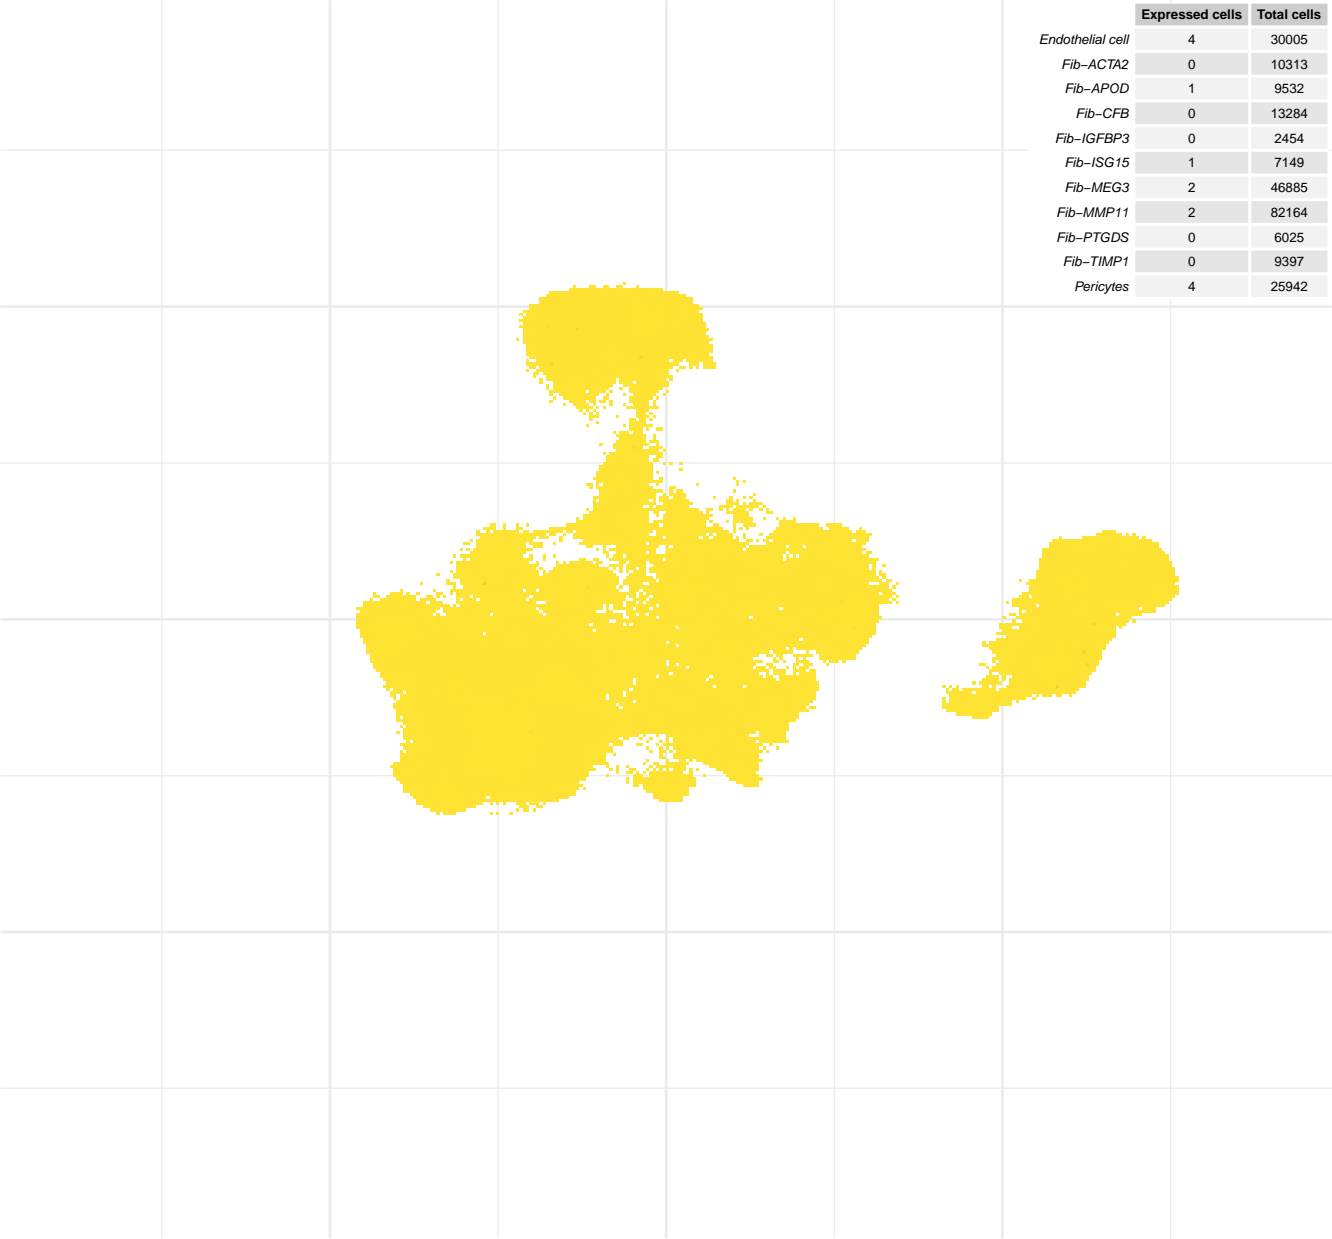 Expressed cells Total cells
Endothelial cell 4 30005
Fib−ACTA2 0 10313
Fib−APOD 1 9532
Fib−CFB 0 13284
Fib−IGFBP3 0 2454
Fib−ISG15 1 7149
Fib−MEG3 2 46885
Fib−MMP11 2 82164
Fib−PTGDS 0 6025
Fib−TIMP1 0 9397
Pericytes 4 25942